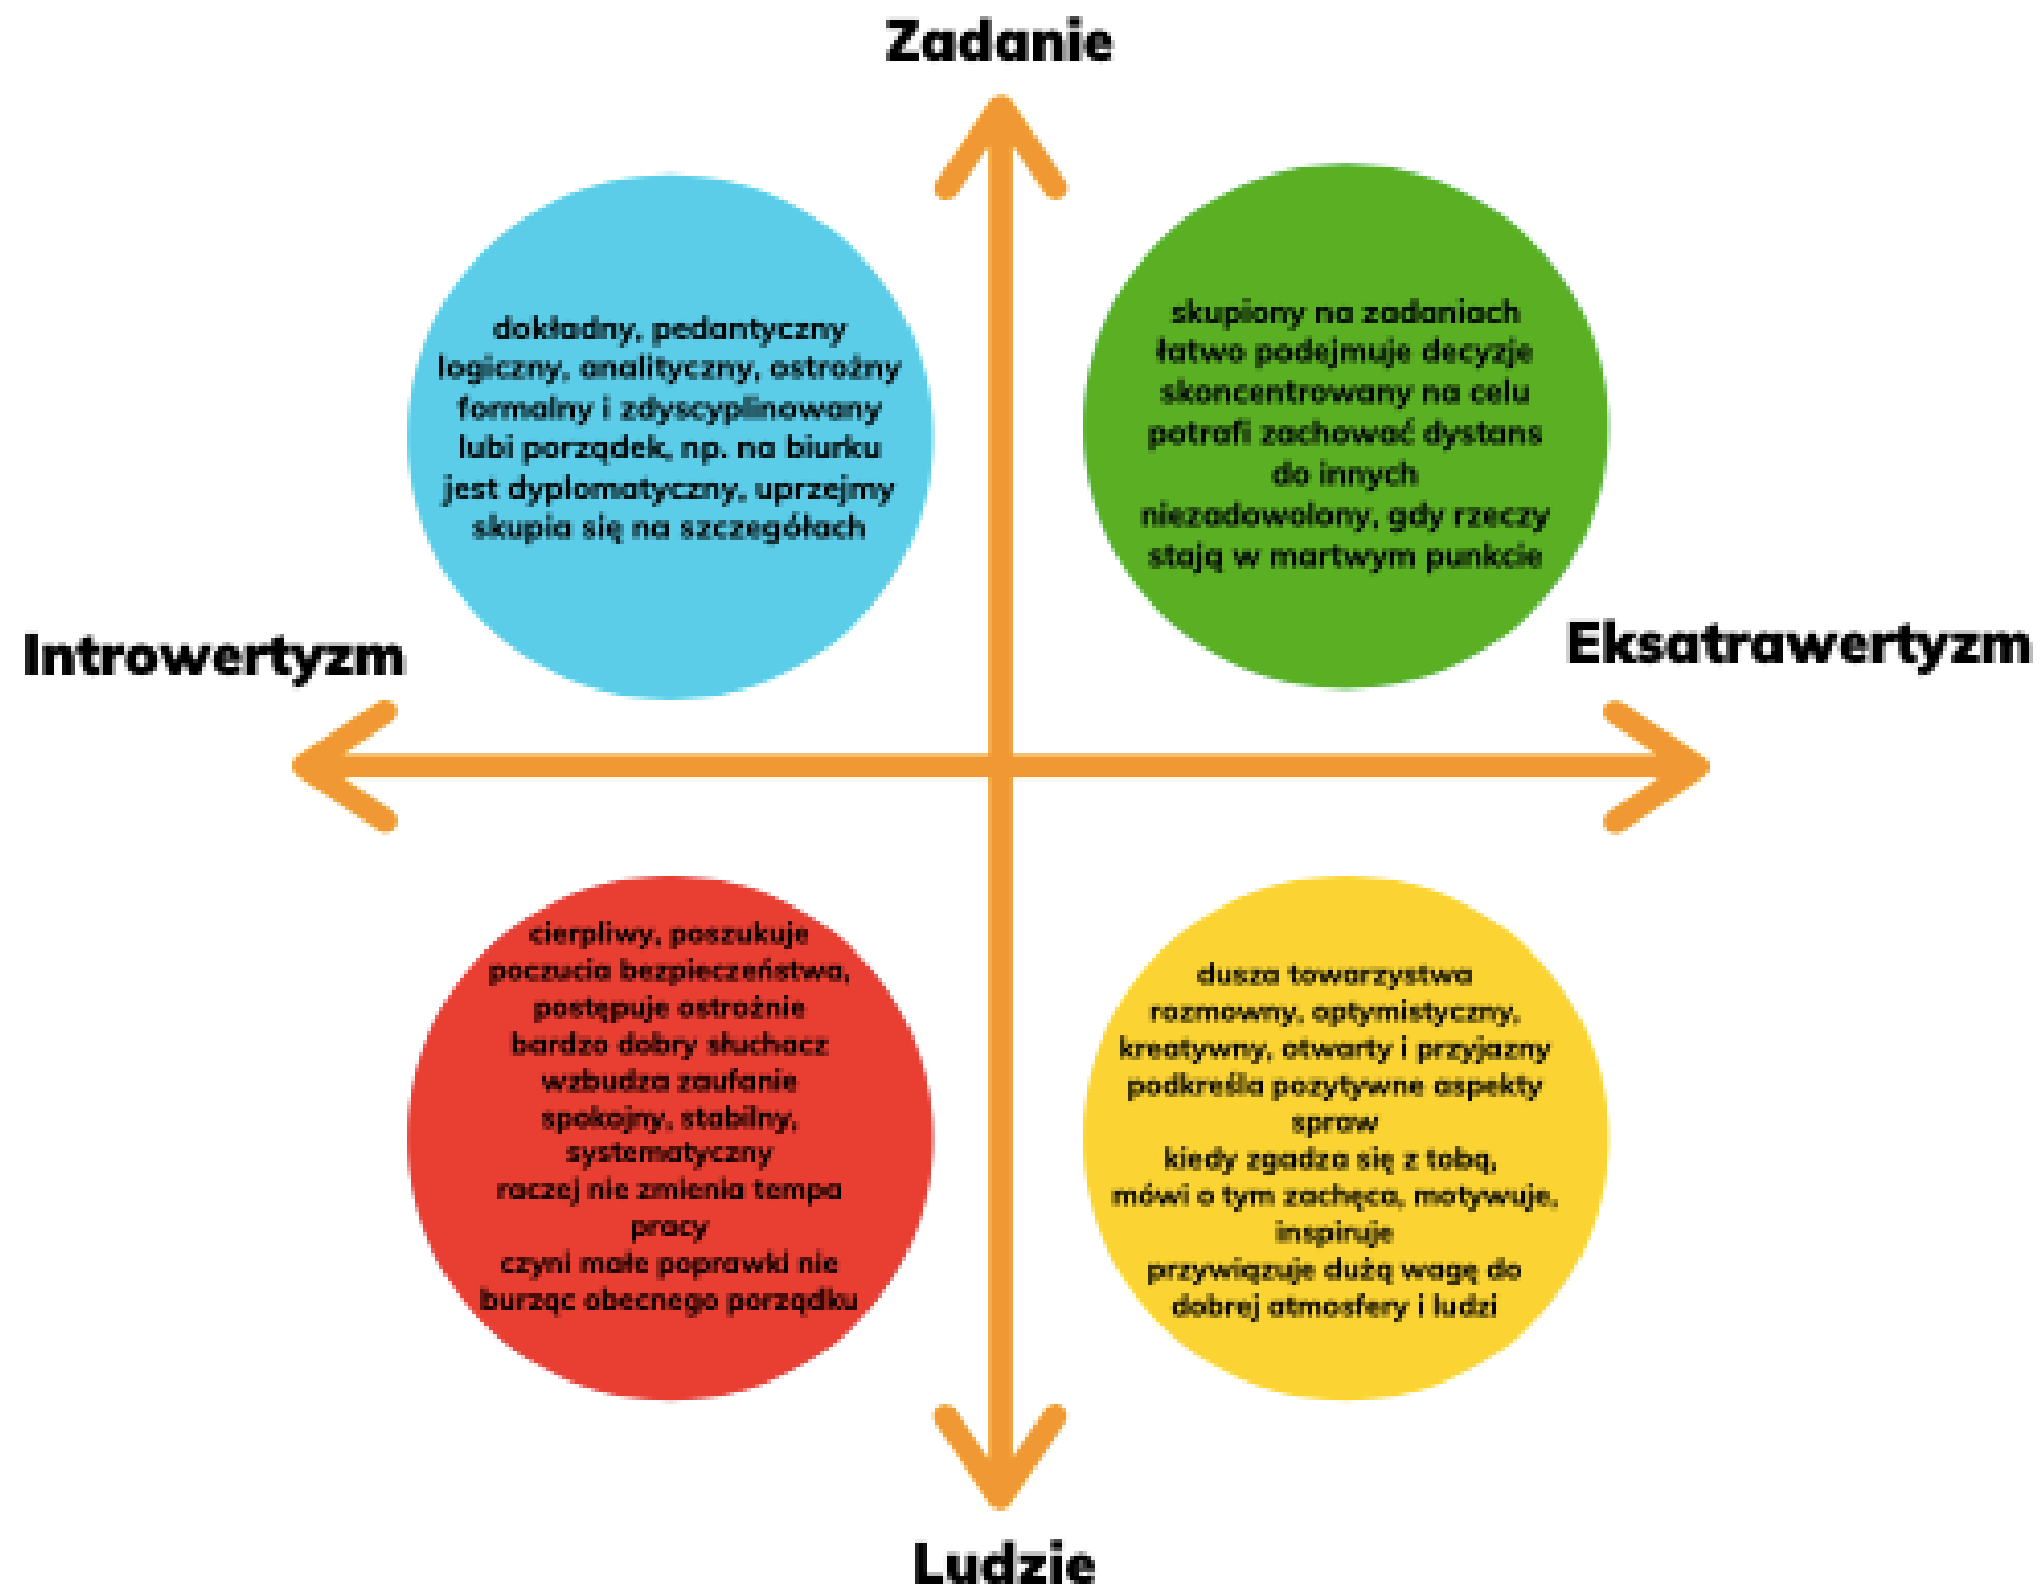 Zadanie
dokładny, pedantyczny
logiczny, analityczny, ostrożny
formalny i zdyscyplinowany
lubi porządek, np. na biurku
jest dyplomatyczny, uprzejmy
skupia się na szczegółach
skupiony na zadaniach
łatwo podejmuje decyzje
skoncentrowany na celu
potrafi zachować dystans
do innych
niezadowolony, gdy rzeczy
stają w martwym punkcie
Introwertyzm
Eksatrawertyzm
cierpliwy, poszukuje
poczucia bezpieczeństwa,
postępuje ostrożnie
bardzo dobry słuchacz
wzbudza zaufanie
spokojny, stabilny,
systematyczny
raczej nie zmienia tempa
pracy
czyni małe poprawki nie
burząc obecnego porządku
dusza towarzystwa
rozmowny, optymistyczny,
kreatywny, otwarty i przyjazny
podkreśla pozytywne aspekty
spraw
kiedy zgadza się z tobą,
mówi o tym zachęca, motywuje,
inspiruje
przywiązuje dużą wagę do
dobrej atmosfery i ludzi
Ludzie